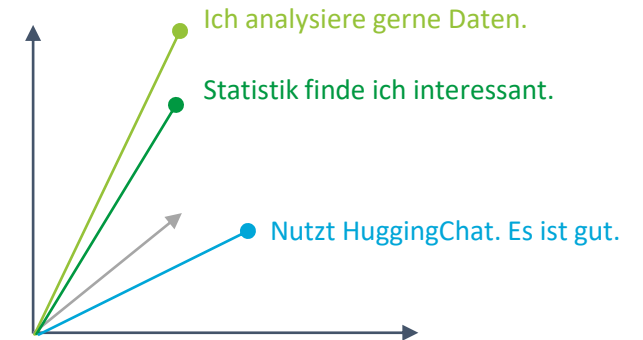 Ich analysiere gerne Daten.
Statistik finde ich interessant.
Nutzt HuggingChat. Es ist gut.